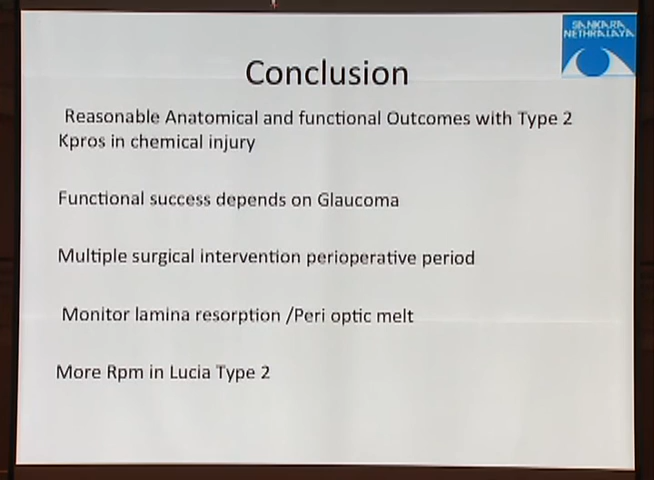 SANKARA
NETHRALAYA
Conclusion
Reasonable Anatomical and functional Outcomes with Type 2
Kpros in chemical injury
Functional success depends on Glaucoma
Multiple surgical intervention perioperative period
Monitor lamina resorption /Peri optic melt
More Rpm in Lucia Type 2